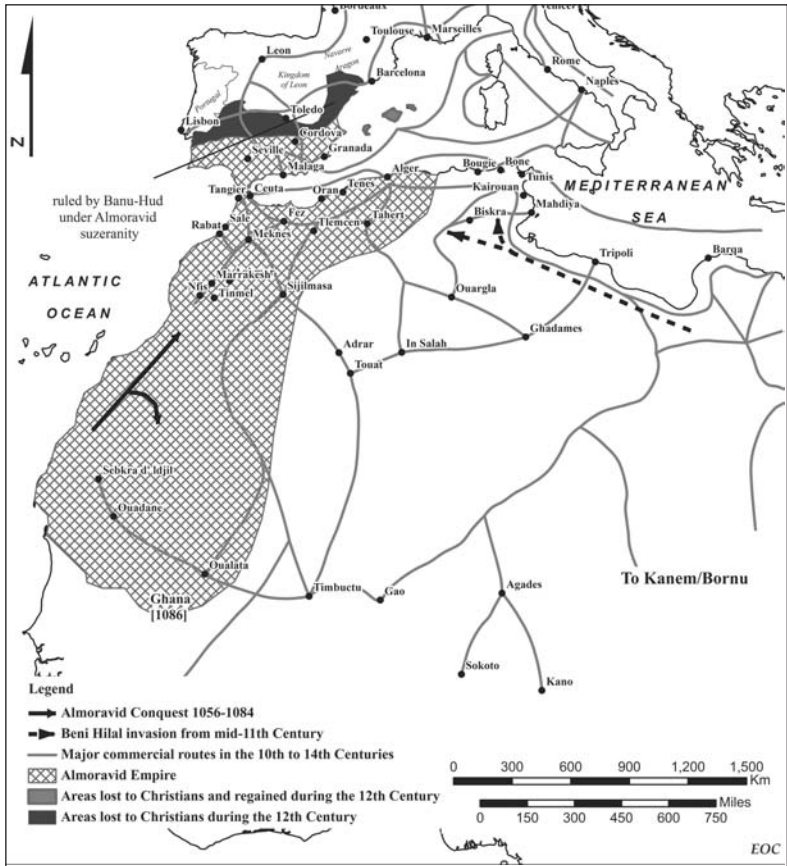 Bordeaux
Venice
Toulouse
Marseilles
Leon
Navarre
Aragon
Rome
Kingdom
of Leon
Barcelona
Naples
Portugal
Toledo
Lisbon
Cordova
Seville
Granada
Malaga
Alger
Bougie
Bone
Tunis
ruled by Banu-Hud
under Almoravid
suzeranity
Tangier
Ceuta
Oran
Tenes
Kairouan
MEDITERRANEAN
SEA
Sale
Fez
Rabat
Meknes
Tlemcen
Tahert
Biskra
Mahdiya
Tripoli
Barqa
ATLANTIC
OCEAN
Marrakesh
Nfis
Tinmel
Sijilmasa
Ouargla
Ghadames
Adrar
In Salah
Touat
Sebkra d' Idjil
Ouadane
Oualata
Ghana
[1086]
Timbuctu
Gao
Agades
To Kanem/Bornu
Sokoto
Kano
N
Legend
Almoravid Conquest 1056-1084
Beni Hilal invasion from mid-11th Century
Major commercial routes in the 10th to 14th Centuries
Almoravid Empire
Areas lost to Christians and regained during the 12th Century
Areas lost to Christians during the 12th Century
0 300 600 900 1,200 1,500
Km
Miles
0 150 300 450 600 750
EOC